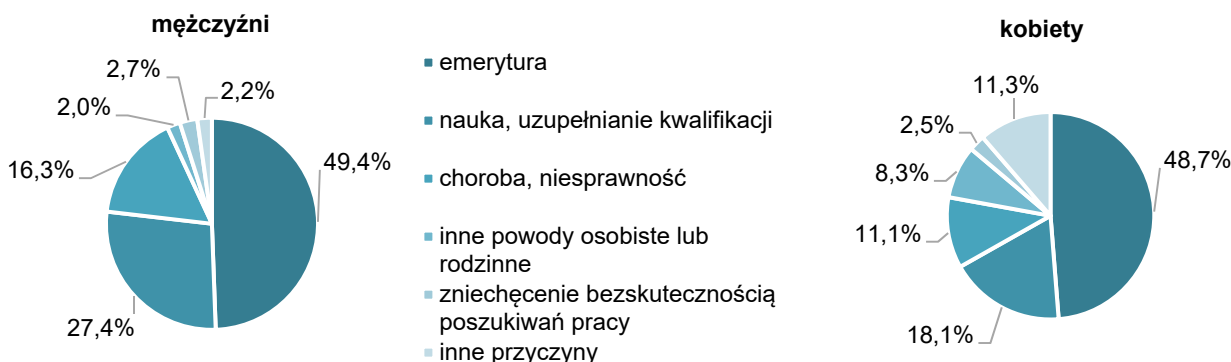 mężczyźni
2,7%
2,2%
2,0%
16,3%
49,4%
27,4%
emerytura
nauka, uzupełnianie kwalifikacji
choroba, niesprawność
inne powody osobiste lub
rodzinne
zniechęcenie bezskutecznością
poszukiwań pracy
inne przyczyny
kobiety
11,3%
2,5%
48,7%
8,3%
11,1%
18,1%